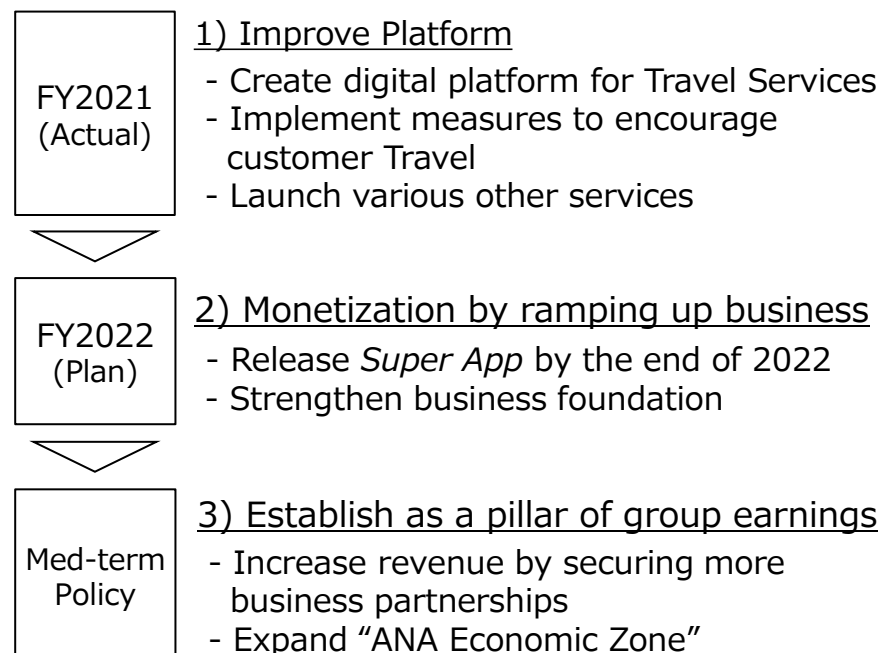 FY2021
(Actual)
1) Improve Platform
- Create digital platform for Travel Services
- Implement measures to encourage
customer Travel
- Launch various other services
FY2022
(Plan)
2) Monetization by ramping up business
- Release Super App by the end of 2022
- Strengthen business foundation
Med-term
Policy
3) Establish as a pillar of group earnings
- Increase revenue by securing more
business partnerships
- Expand “ANA Economic Zone”